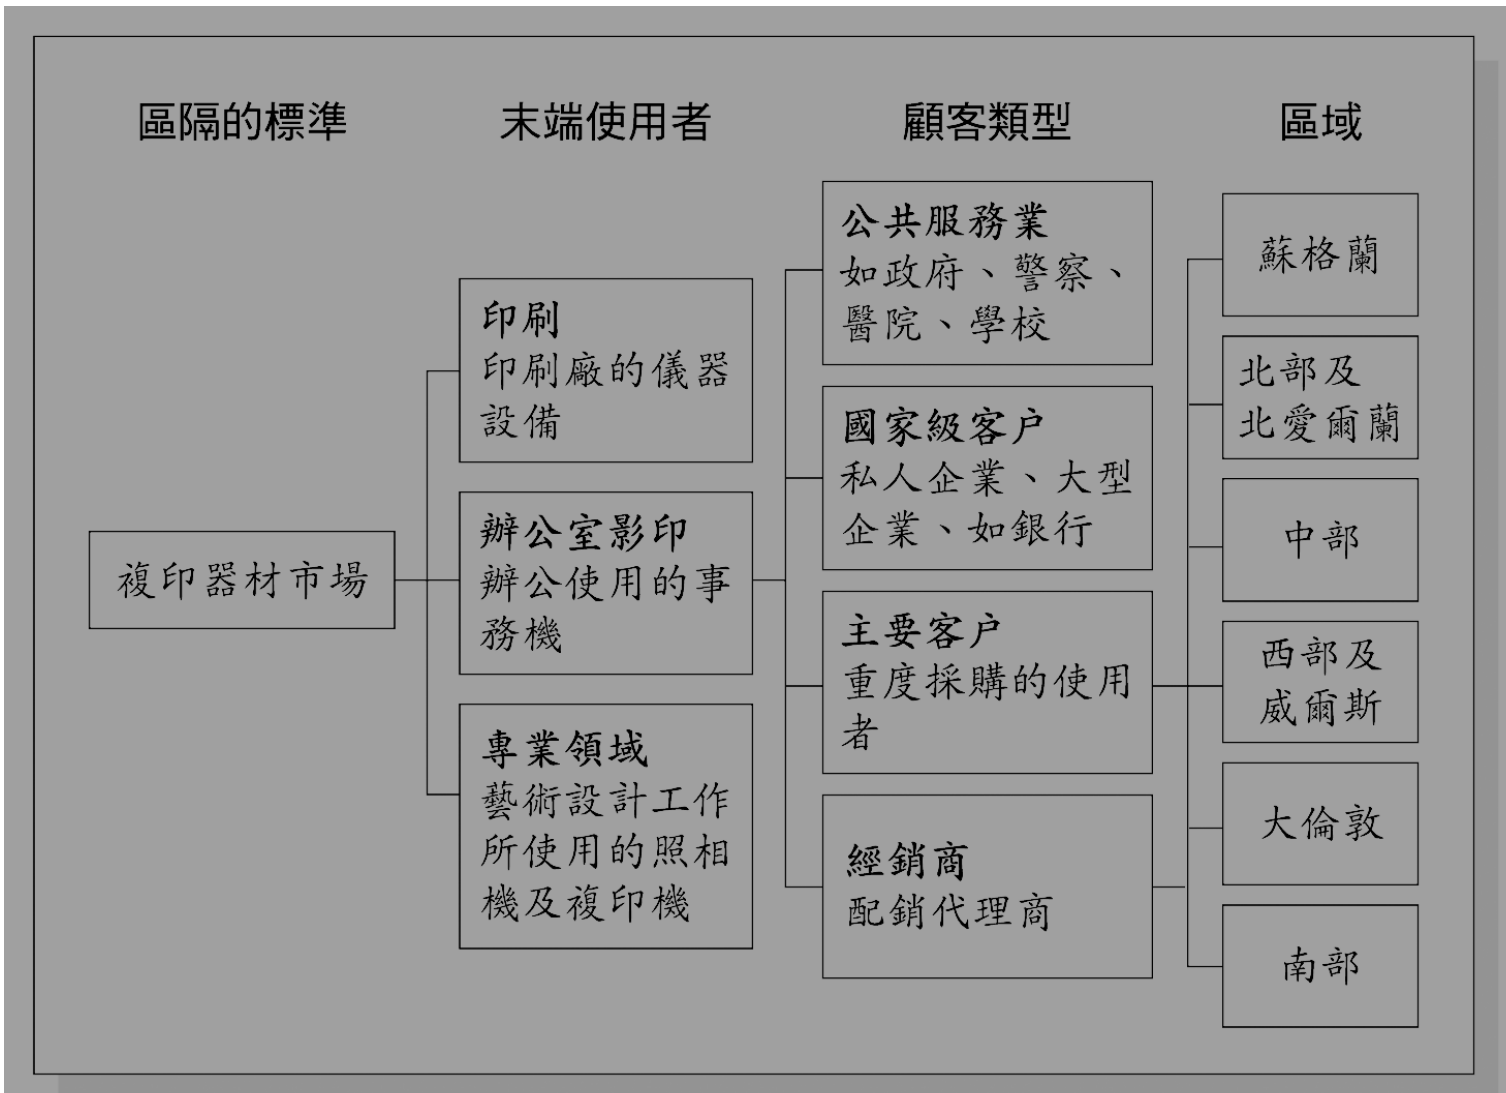 區隔的標準
末端使用者
顧客類型
區域
複印器材市場
印刷
印刷廠的儀器
設備
辦公室影印
辦公使用的事
務機
專業領域
藝術設計工作
所使用的照相
機及複印機
公共服務業
如政府、警察、
醫院、學校
國家級客户
私人企業、大型
企業、如銀行
主要客户
重度採購的使用
者
經銷商
配銷代理商
蘇格蘭
北部及
北愛爾蘭
中部
西部及
威爾斯
大倫敦
南部